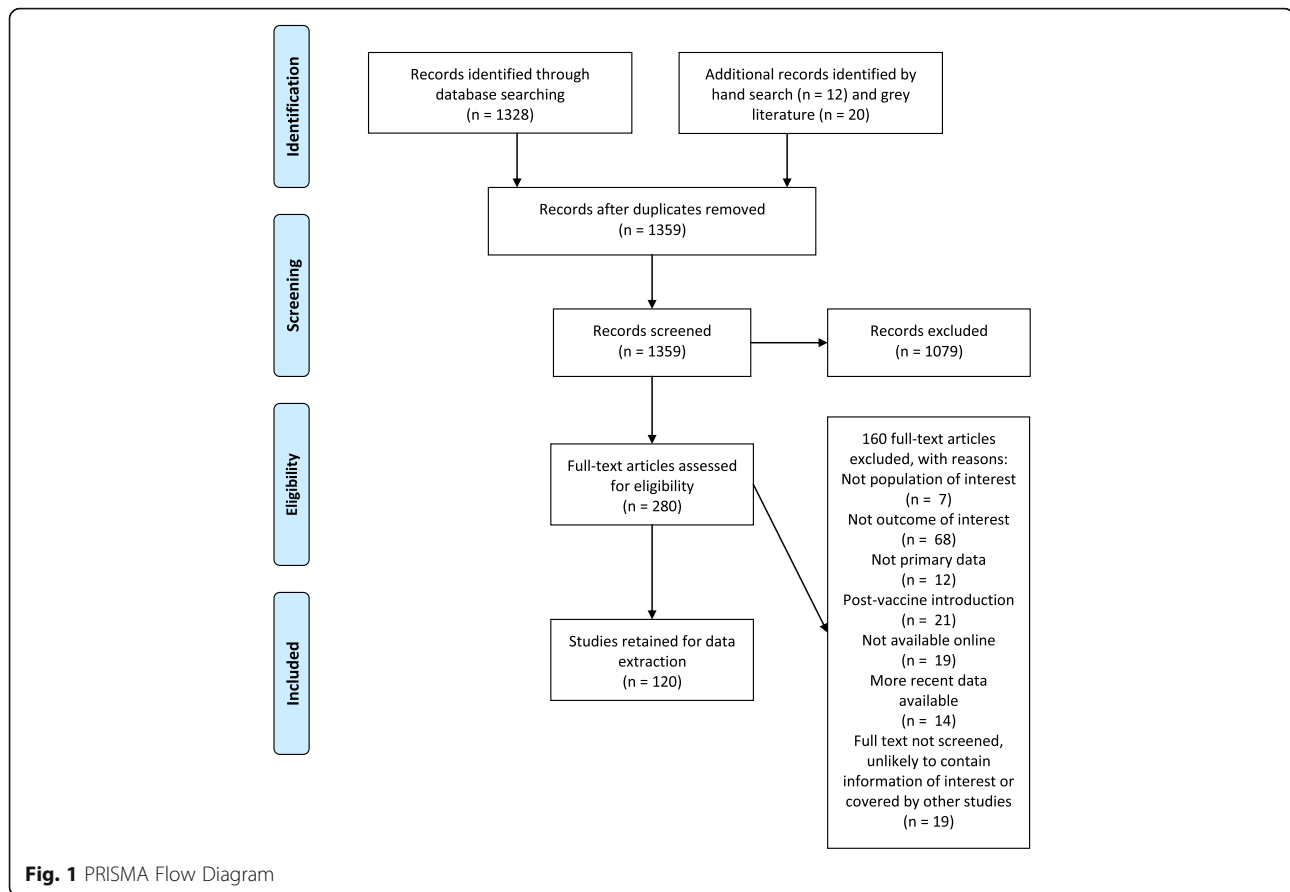 Identification
Records identified through
database searching
(n = 1328)
Additional records identified by
hand search (n = 12) and grey
literature (n = 20)
Records after duplicates removed
(n = 1359)
Screening
Records screened
(n = 1359)
Records excluded
(n = 1079)
Eligibility
Full-text articles assessed
for eligibility
(n = 280)
160 full-text articles
excluded, with reasons:
Not population of interest
(n = 7)
Not outcome of interest
(n = 68)
Not primary data
(n = 12)
Post-vaccine introduction
(n = 21)
Not available online
(n = 19)
More recent data
available
(n = 14)
Full text not screened,
unlikely to contain
information of interest or
covered by other studies
(n = 19)
Included
Studies retained for data
extraction
(n = 120)
Fig. 1 PRISMA Flow Diagram